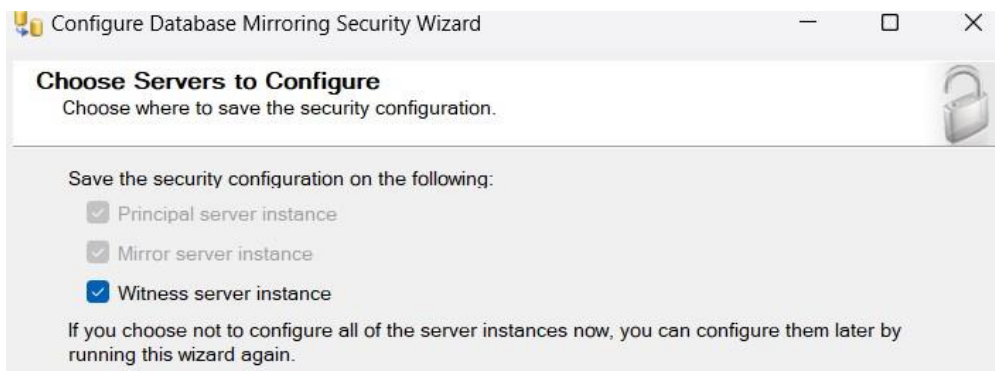 Configure Database Mirroring Security Wizard
Choose Servers to Configure
Choose where to save the security configuration.
Save the security configuration on the following:
Principal server instance
Mirror server instance
Witness server instance
If you choose not to configure all of the server instances now, you can configure them later by
running this wizard again.